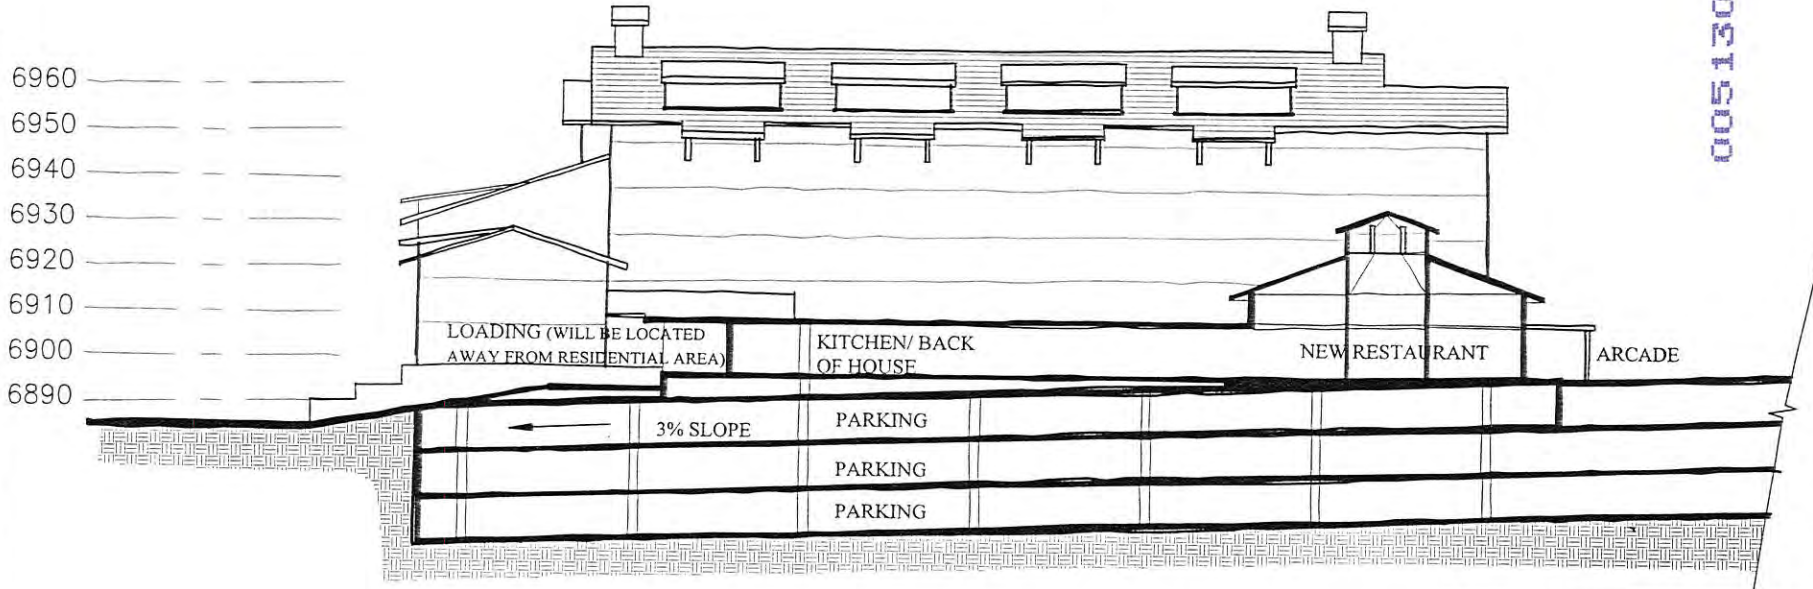 0051130
6960
6950
6940
6930
6920
6910
6900
6890
LOADING (WILL BE LOCATED
AWAY FROM RESIDENTIAL AREA)
KITCHEN/ BACK
OF HOUSE
NEW RESTAURANT
ARCADE
3% SLOPE
PARKING
PARKING
PARKING